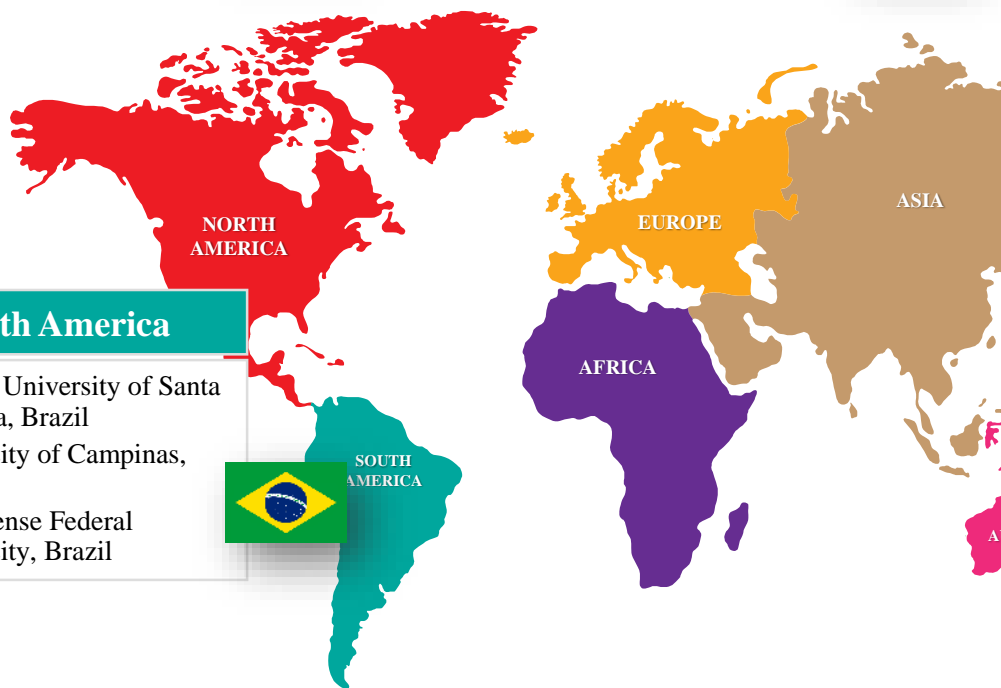 NORTH
AMERICA
EUROPE
ASIA
th America
University of Santa
a, Brazil
ity of Campinas,
ense Federal
ity, Brazil
AFRICA
SOUTH
AMERICA
A